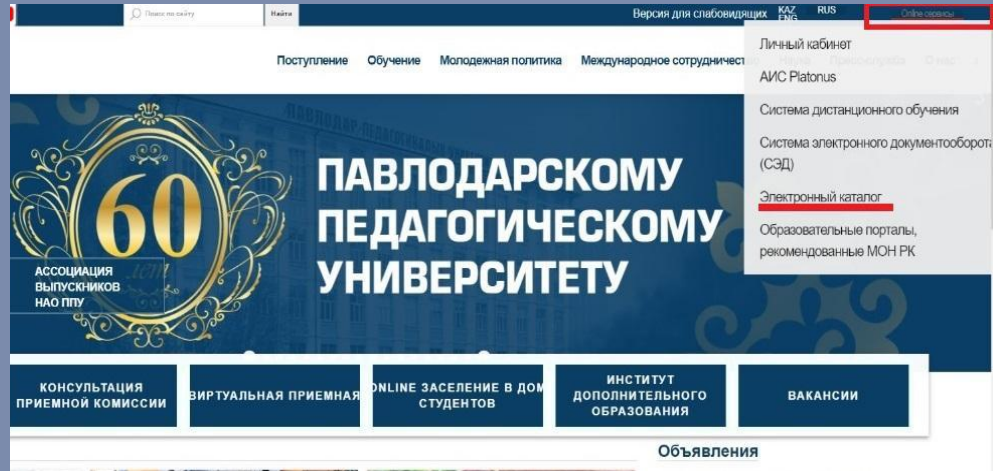 Поиск по сайту
Найти
Версия для слабовидящих
KAZ
RUS
ENG
Online сервисы
Поступление
Обучение
Молодежная политика
Международное сотрудничество
Личный кабинет
АИС Platonus
Система дистанционного обучения
Система электронного документооборота
(СЭД)
Электронный каталог
Образовательные порталы,
рекомендованные МОН РК
60
лет
АССОЦИАЦИЯ
ВЫПУСКНИКОВ
НАО ППУ
ПАВЛОДАРСКОМУ
ПЕДАГОГИЧЕСКОМУ
УНИВЕРСИТЕТУ
КОНСУЛЬТАЦИЯ
ПРИЕМНОЙ КОМИССИИ
ВИРТУАЛЬНАЯ ПРИЕМНАЯ
ONLINE ЗАСЕЛЕНИЕ В ДОМ
СТУДЕНТОВ
ИНСТИТУТ
ДОПОЛНИТЕЛЬНОГО
ОБРАЗОВАНИЯ
ВАКАНСИИ
Объявления